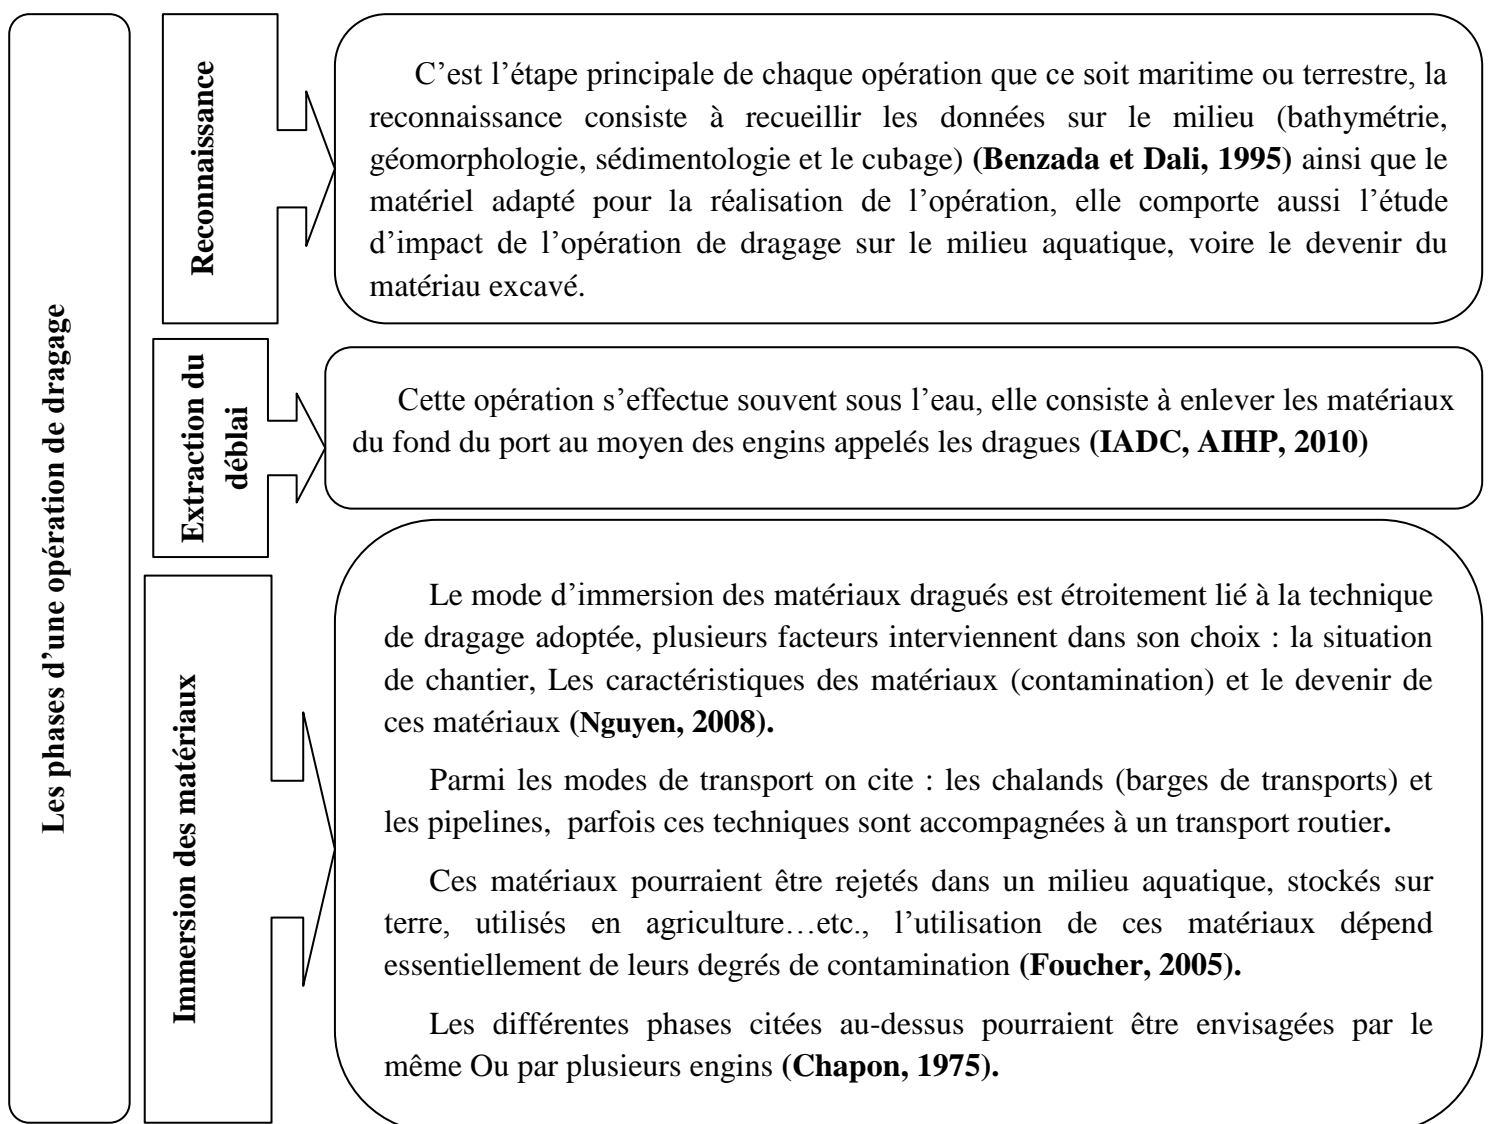 Les phases d’une opération de dragage
Reconnaissance
C’est l’étape principale de chaque opération que ce soit maritime ou terrestre, la
reconnaissance consiste à recueillir les données sur le milieu (bathymétrie,
géomorphologie, sédimentologie et le cubage) (Benzada et Dali, 1995) ainsi que le
matériel adapté pour la réalisation de l’opération, elle comporte aussi l’étude
d’impact de l’opération de dragage sur le milieu aquatique, voire le devenir du
matériau excavé.
Extraction du
déblai
Cette opération s’effectue souvent sous l’eau, elle consiste à enlever les matériaux
du fond du port au moyen des engins appelés les dragues (IADC, AIHP, 2010)
Immersion des matériaux
Le mode d’immersion des matériaux dragués est étroitement lié à la technique
de dragage adoptée, plusieurs facteurs interviennent dans son choix : la situation
de chantier, Les caractéristiques des matériaux (contamination) et le devenir de
ces matériaux (Nguyen, 2008).
Parmi les modes de transport on cite : les chalands (barges de transports) et
les pipelines, parfois ces techniques sont accompagnées à un transport routier.
Ces matériaux pourraient être rejetés dans un milieu aquatique, stockés sur
terre, utilisés en agriculture…etc., l’utilisation de ces matériaux dépend
essentiellement de leurs degrés de contamination (Foucher, 2005).
Les différentes phases citées au-dessus pourraient être envisagées par le
même Ou par plusieurs engins (Chapon, 1975).